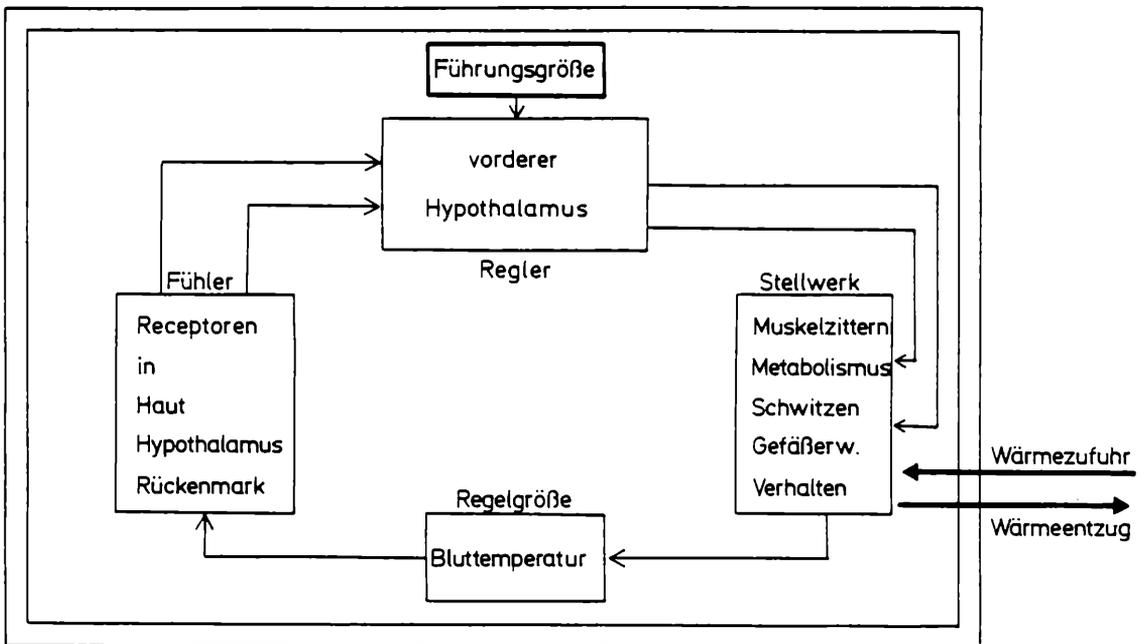 Führungsgröße
vorderer
Hypothalamus
Regler
Fühler
Receptoren
in
Haut
Hypothalamus
Rückenmark
Stellwerk
Muskelzittern
Metabolismus
Schwitzen
Gefäßerw.
Verhalten
Wärmezufuhr
Wärmeentzug
Regelgröße
Bluttemperatur